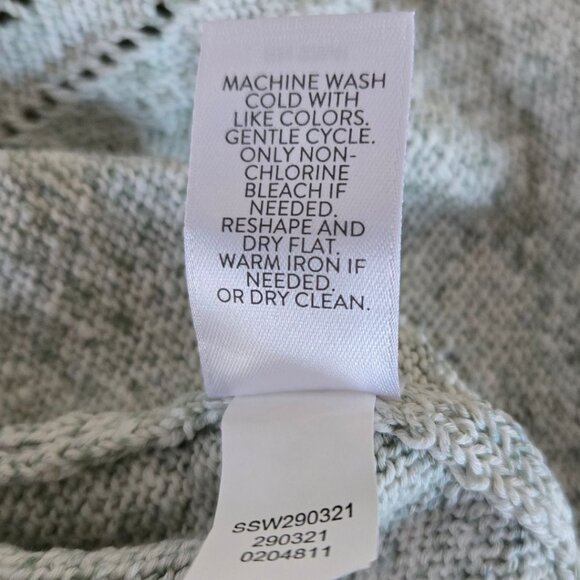 MACHINE WASH
COLD WITH
LIKE COLORS.
GENTLE CYCLE.
ONLY NON-
CHLORINE
BLEACH IF
NEEDED.
RESHAPE AND
DRY FLAT.
WARM IRON IF
NEEDED.
OR DRY CLEAN.
SSW290321
290321
0204811